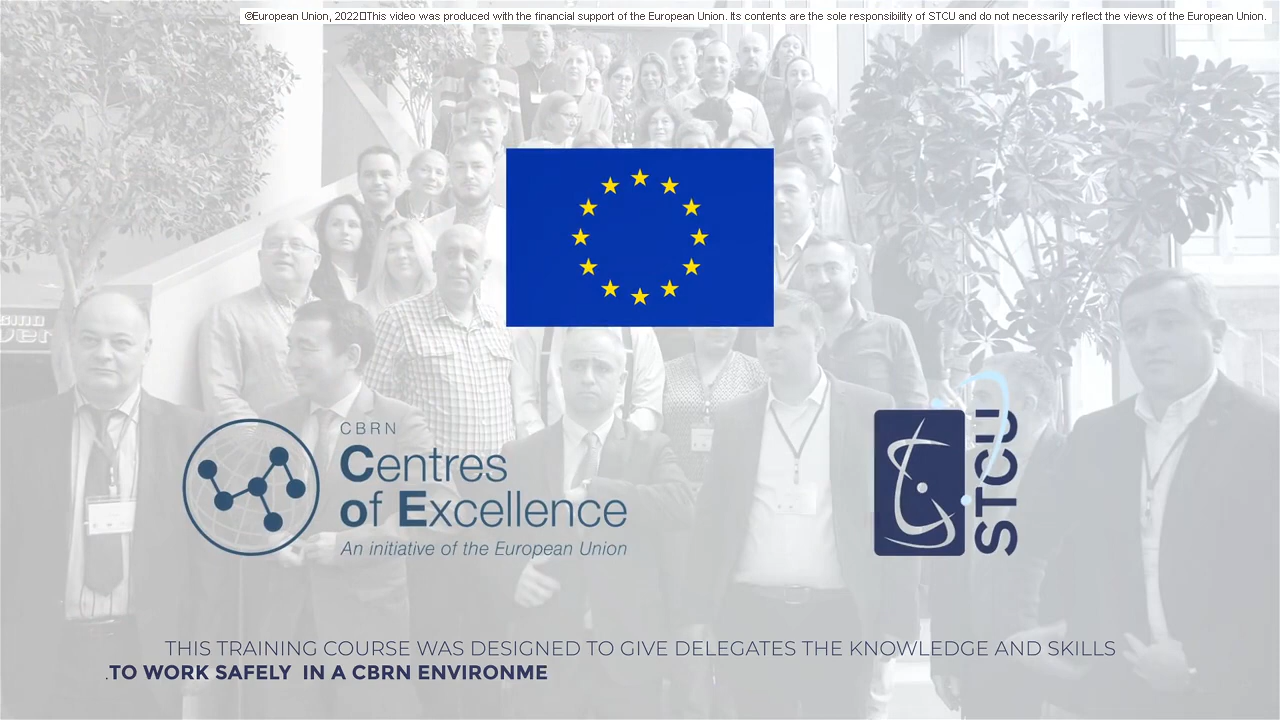 ©European Union, 2022 This video was produced with the financial support of the European Union. Its contents are the sole responsibility of STCU and do not necessarily reflect the views of the European Union.
CBRN
Centres
of Excellence
An initiative of the European Union
STCU
THIS TRAINING COURSE WAS DESIGNED TO GIVE DELEGATES THE KNOWLEDGE AND SKILLS
.TO WORK SAFELY IN A CBRN ENVIRONME